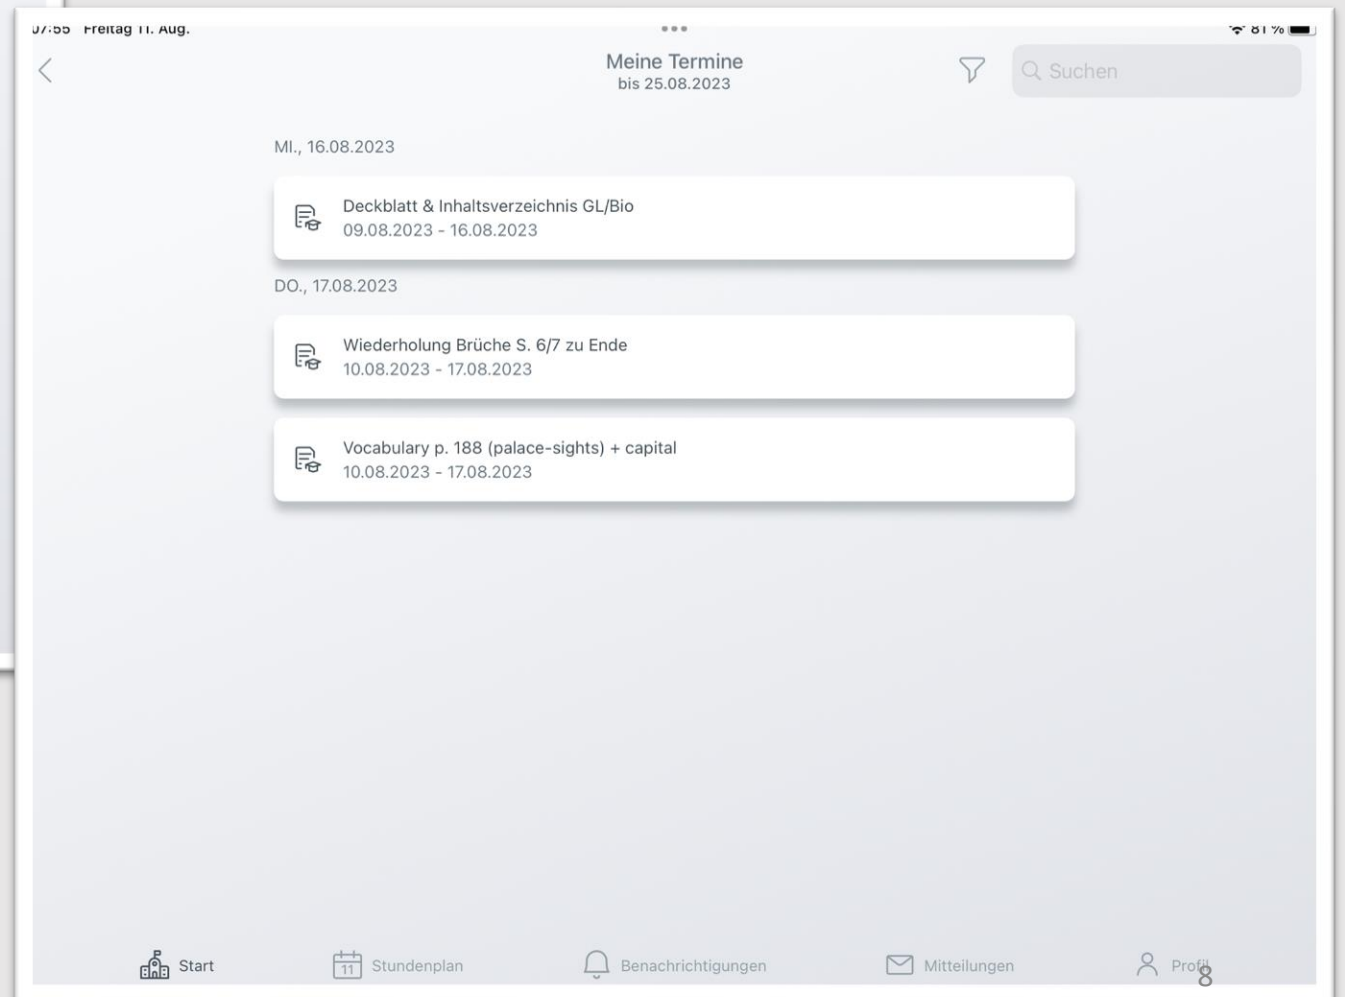 07:55 Freitag 11. Aug.
81 %
Meine Termine
bis 25.08.2023
Suchen
MI., 16.08.2023
Deckblatt & Inhaltsverzeichnis GL/Bio
09.08.2023 - 16.08.2023
DO., 17.08.2023
Wiederholung Brüche S. 6/7 zu Ende
10.08.2023 - 17.08.2023
Vocabulary p. 188 (palace-sights) + capital
10.08.2023 - 17.08.2023
Start
11
Stundenplan
Benachrichtigungen
Mitteilungen
Profil
8